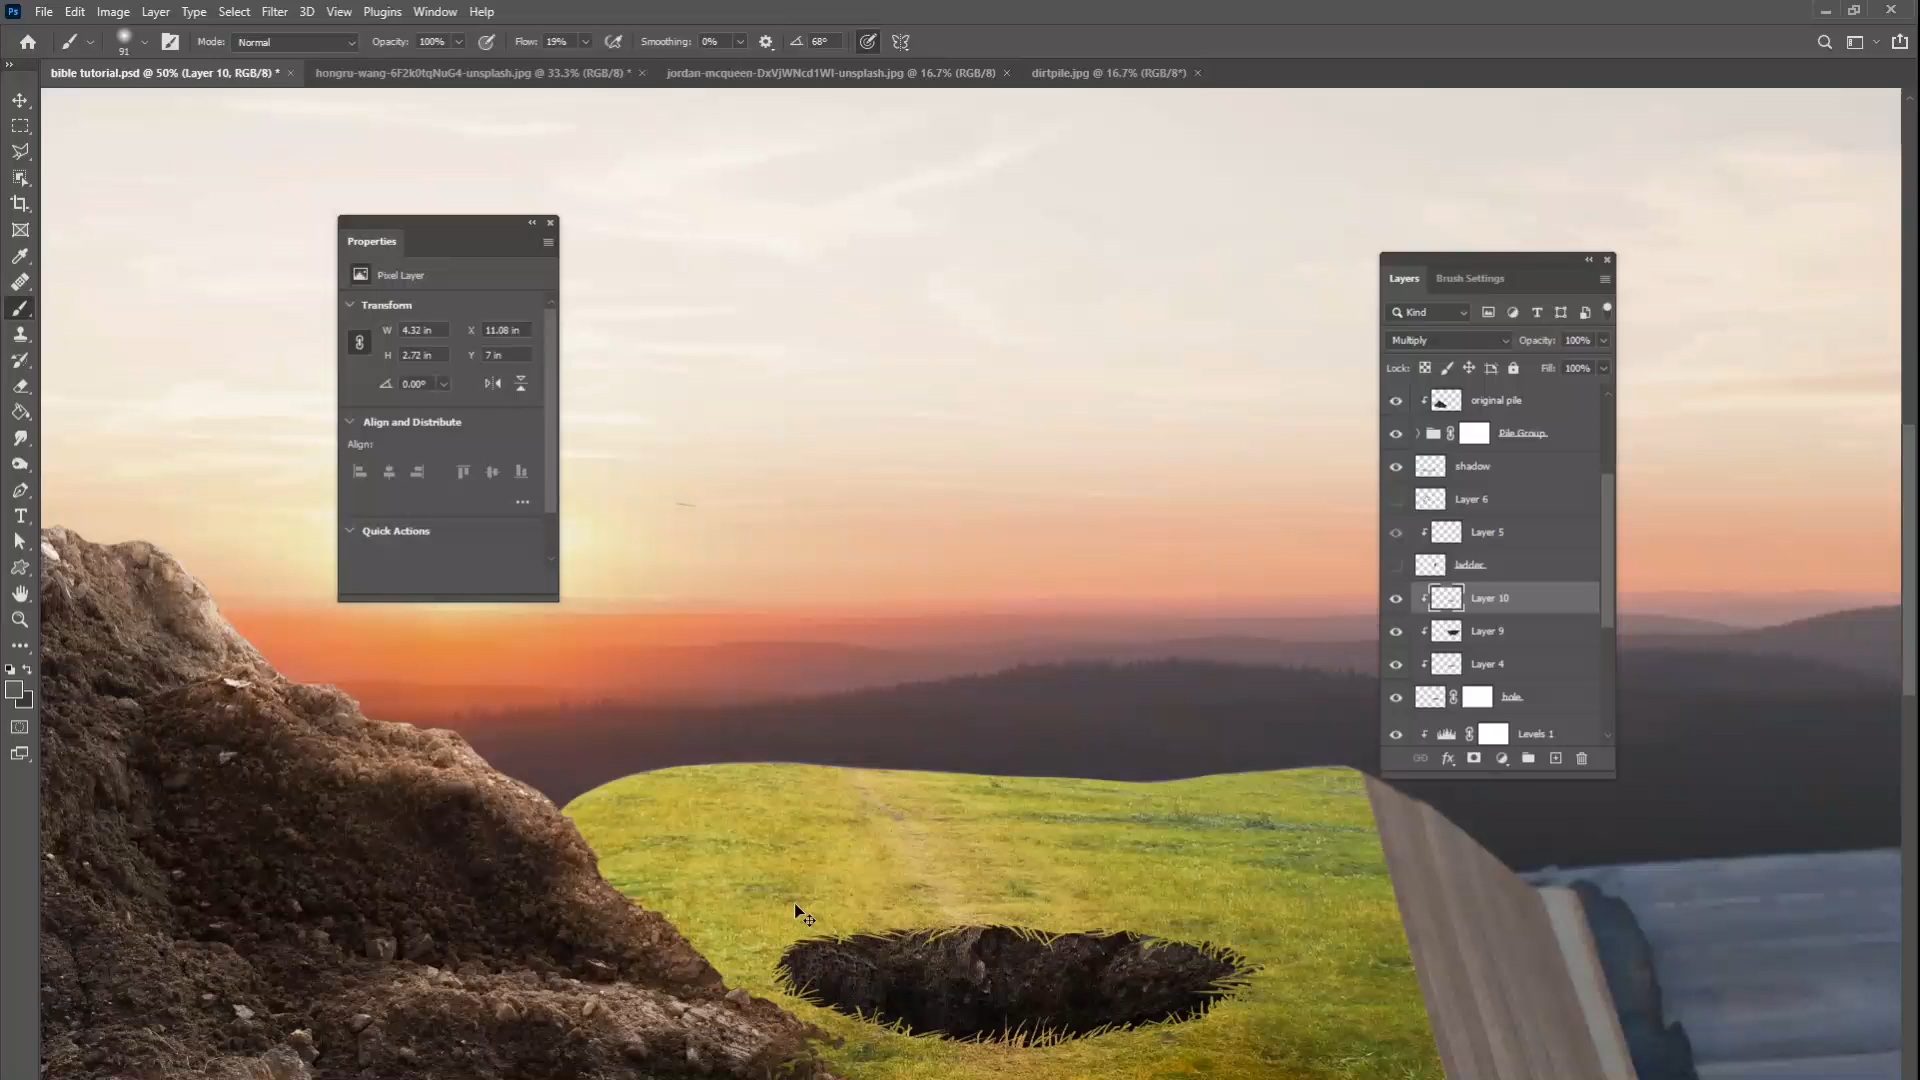 Ps File Edit Image Layer Type Select Filter 3D View Plugins Window Help
91 Mode: Normal Opacity: 100% Flow: 19% Smoothing: 0% 68°
bible tutorial.psd @ 50% (Layer 10, RGB/8) * hongru-wang-6F2k0tqNuG4-unsplash.jpg @ 33.3% (RGB/8) * jordan-mcqueen-DxVjWNcd1WI-unsplash.jpg @ 16.7% (RGB/8) dirtpile.jpg @ 16.7% (RGB/8*)
Properties
Pixel Layer
Transform
W 4.32 in X 11.08 in
H 2.72 in Y 7 in
0.00°
Align and Distribute
Align:
Quick Actions
Layers Brush Settings
Kind
Multiply Opacity: 100%
Lock: Fill: 100%
original pile
Pile Group
shadow
Layer 6
Layer 5
ladder
Layer 10
Layer 9
Layer 4
hole
Levels 1
fx